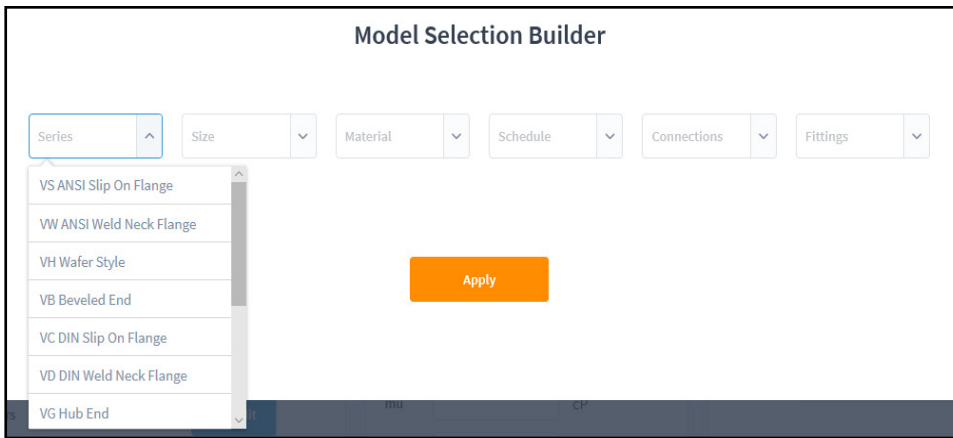 Model Selection Builder
Series Size Material Schedule Connections Fittings
VS ANSI Slip On Flange
VW ANSI Weld Neck Flange
VH Wafer Style
Apply
VB Beveled End
VC DIN Slip On Flange
VD DIN Weld Neck Flange
mu cP
VG Hub End